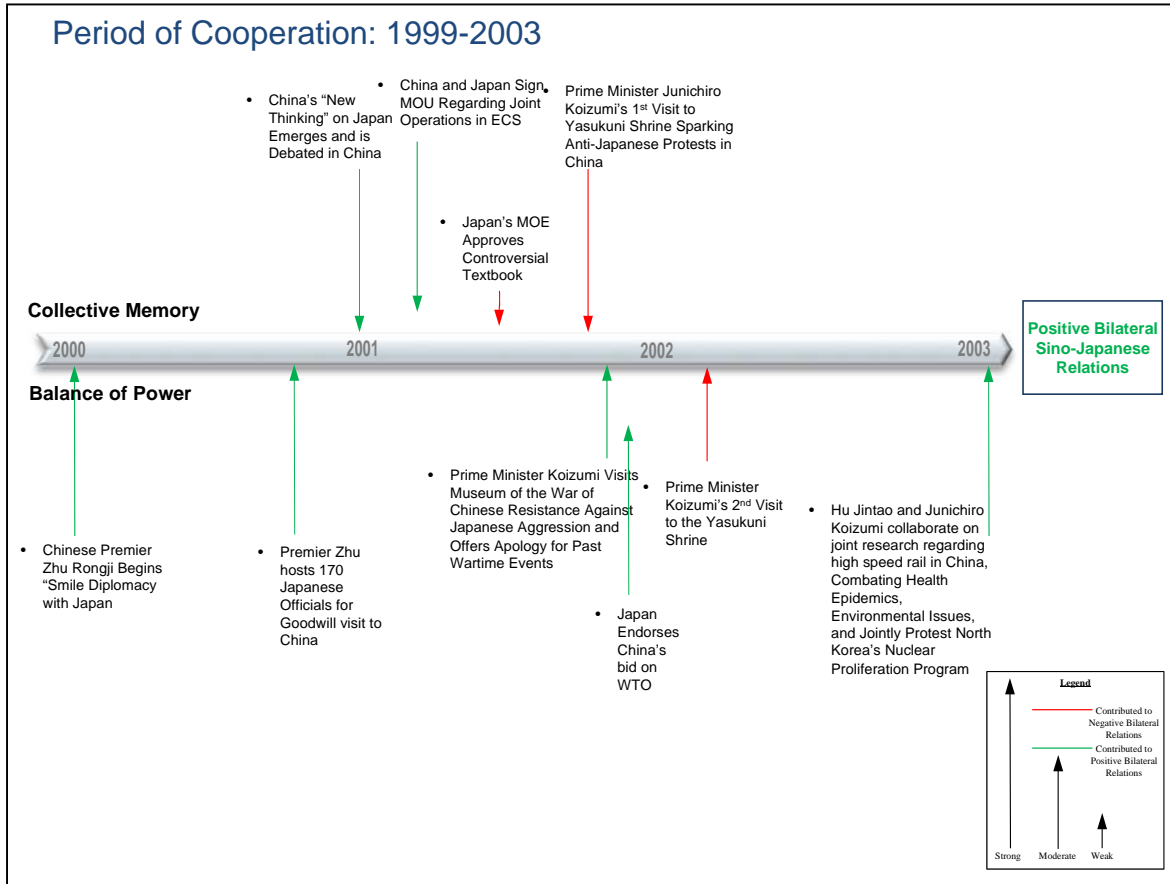 Period of Cooperation: 1999-2003
• China's “New
Thinking” on Japan
Emerges and is
Debated in China
• China and Japan Sign
MOU Regarding Joint
Operations in ECS
• Prime Minister Junichiro
Koizumi's 1st Visit to
Yasukuni Shrine Sparking
Anti-Japanese Protests in
China
• Japan's MOE
Approves
Controversial
Textbook
Collective Memory
2000
2001
2002
2003
Positive Bilateral
Sino-Japanese
Relations
Balance of Power
• Chinese Premier
Zhu Rongji Begins
“Smile Diplomacy
with Japan
• Premier Zhu
hosts 170
Japanese
Officials for
Goodwill visit to
China
• Prime Minister Koizumi Visits
Museum of the War of
Chinese Resistance Against
Japanese Aggression and
Offers Apology for Past
Wartime Events
• Japan
Endorses
China's
bid on
WTO
• Prime Minister
Koizumi's 2nd Visit
to the Yasukuni
Shrine
• Hu Jintao and Junichiro
Koizumi collaborate on
joint research regarding
high speed rail in China,
Combating Health
Epidemics,
Environmental Issues,
and Jointly Protest North
Korea's Nuclear
Proliferation Program
Legend
Contributed to
Negative Bilateral
Relations
Contributed to
Positive Bilateral
Relations
Strong
Moderate
Weak